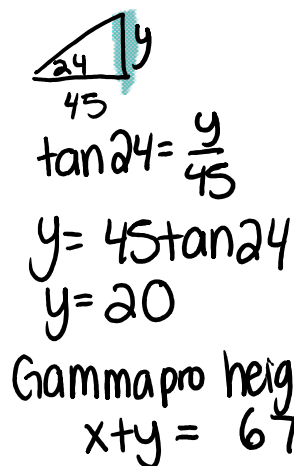 24
y
45
tan24= y/45
y= 45tan24
y= 20
Gammapro heig
x+y= 67